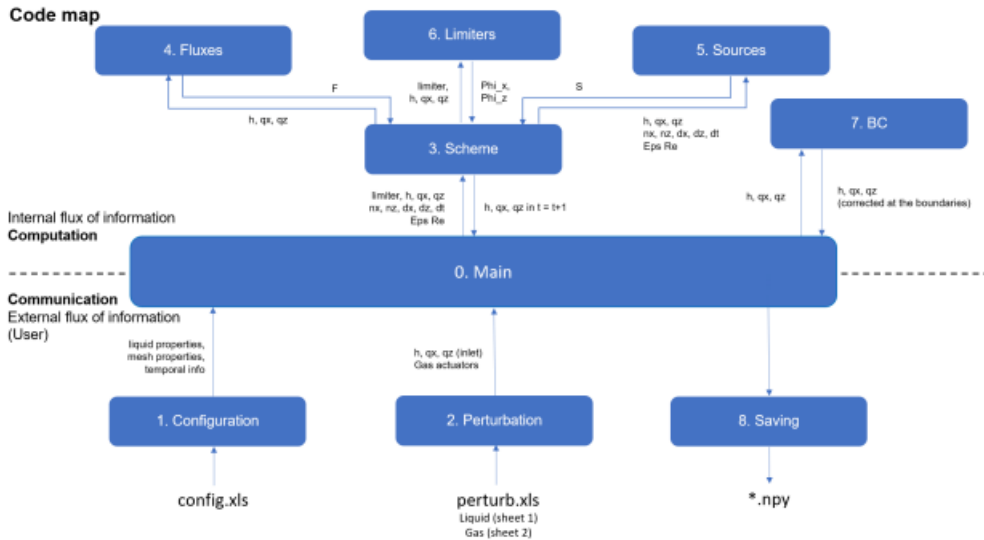 Code map
4. Fluxes
6. Limiters
5. Sources
F
limiter,
h, qx, qz
Phi_x,
Phi_z
S
h, qx, qz
h, qx, qz
nx, nz, dx, dz, dt
Eps Re
7. BC
3. Scheme
limiter, h, qx, qz
nx, nz, dx, dz, dt
Eps Re
h, qx, qz in t = t+1
h, qx, qz
h, qx, qz
(corrected at the boundaries)
Internal flux of information
Computation
0. Main
Communication
External flux of information
(User)
liquid properties,
mesh properties,
temporal info
h, qx, qz (inlet)
Gas actuators
1. Configuration
2. Perturbation
8. Saving
config.xls
perturb.xls
Liquid (sheet 1)
Gas (sheet 2)
*.npy